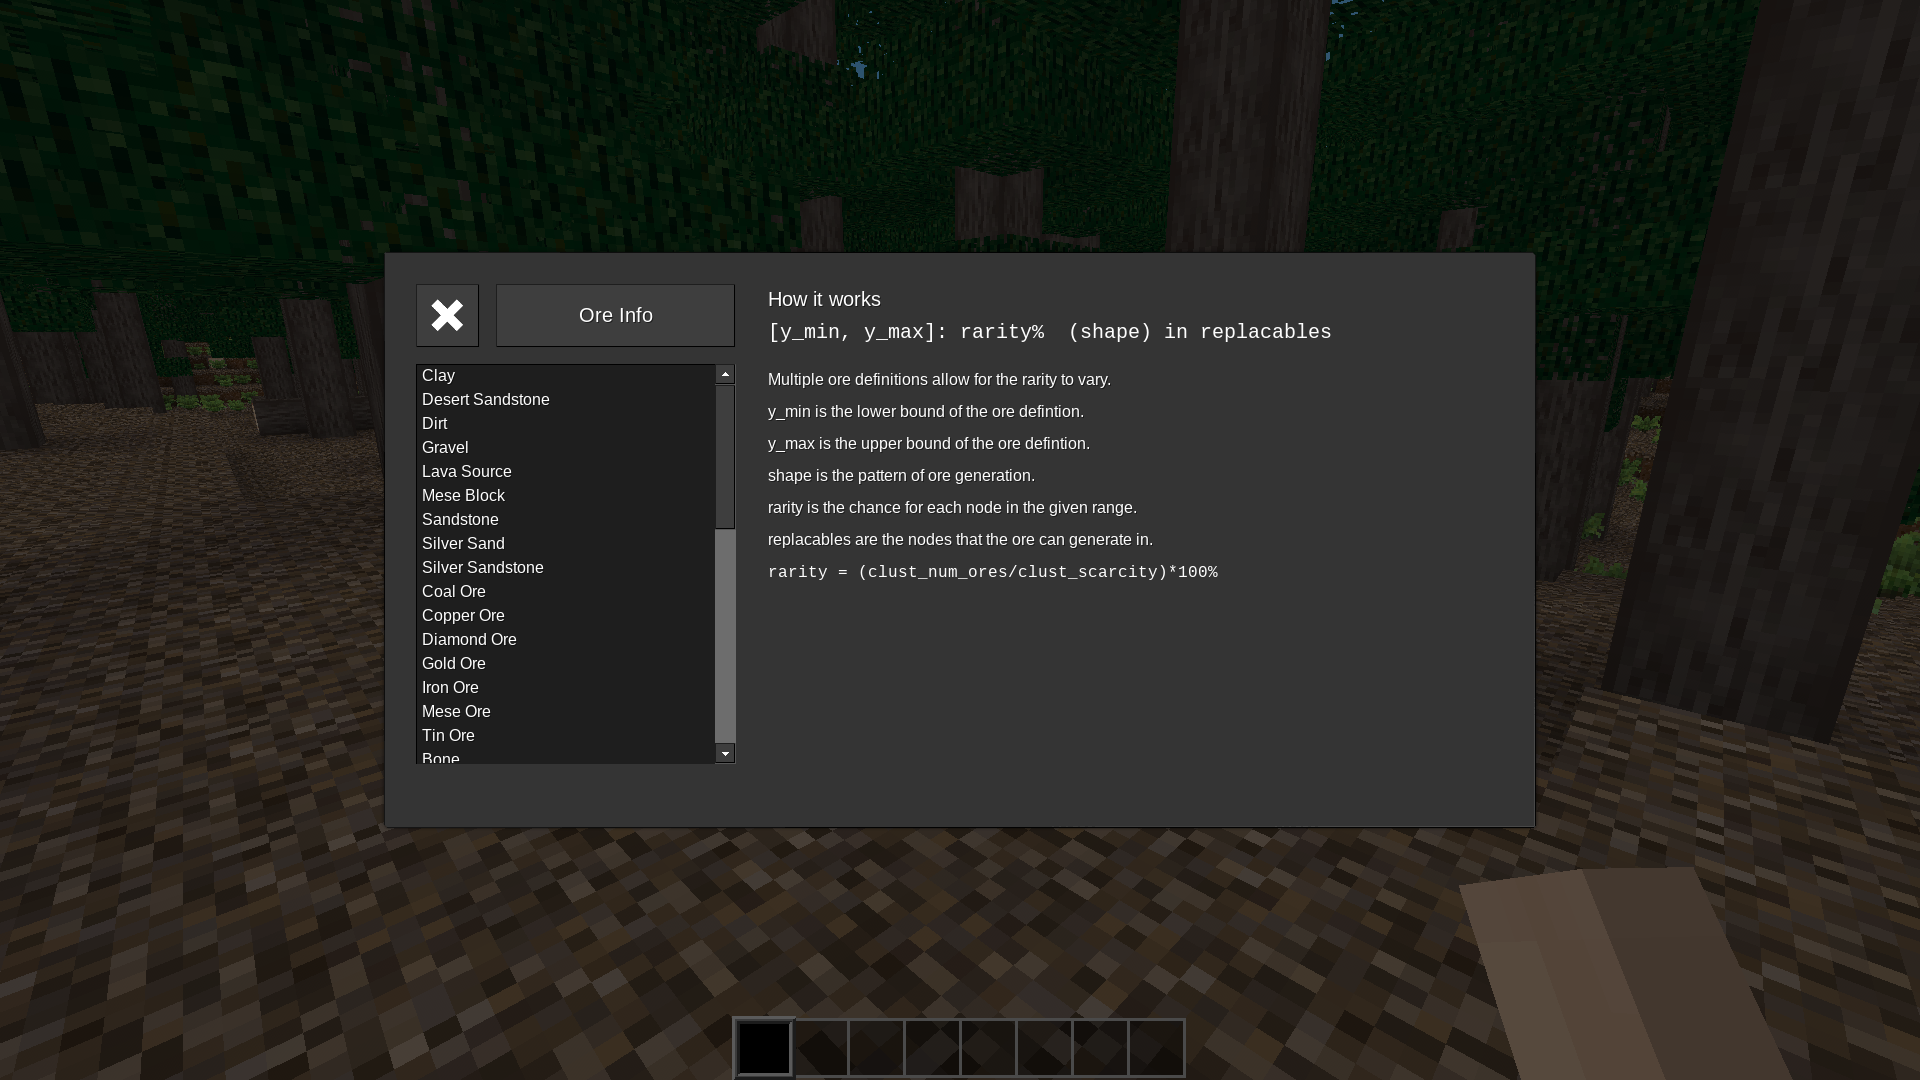 Ore Info
Clay
Desert Sandstone
Dirt
Gravel
Lava Source
Mese Block
Sandstone
Silver Sand
Silver Sandstone
Coal Ore
Copper Ore
Diamond Ore
Gold Ore
Iron Ore
Mese Ore
Tin Ore
Bone
How it works
[y_min, y_max]: rarity%  (shape) in replacables
Multiple ore definitions allow for the rarity to vary.
y_min is the lower bound of the ore defintion.
y_max is the upper bound of the ore defintion.
shape is the pattern of ore generation.
rarity is the chance for each node in the given range.
replacables are the nodes that the ore can generate in.
rarity = (clust_num_ores/clust_scarcity)*100%